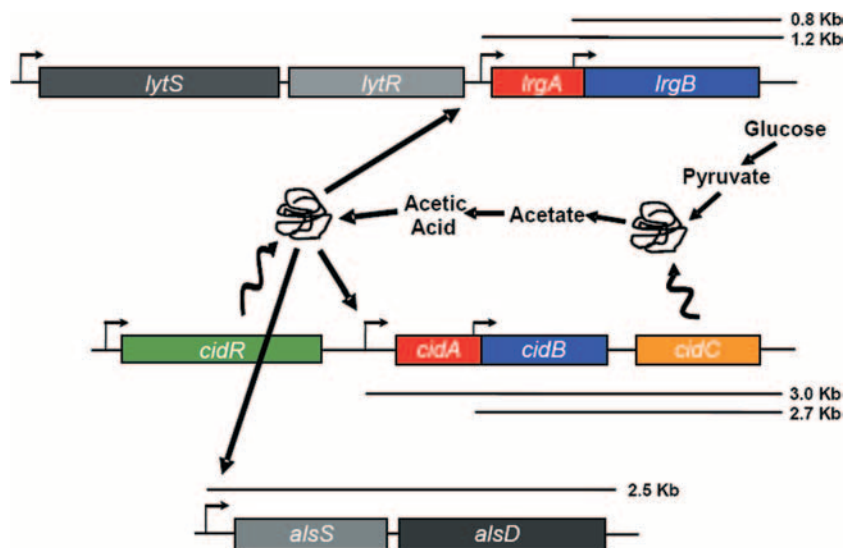 0.8 Kb
1.2 Kb
lytS lytR lrgA lrgB
Glucose
Pyruvate
Acetic
Acid
Acetate
cidR cidA cidB cidC
3.0 Kb
2.7 Kb
2.5 Kb
alsS alsD